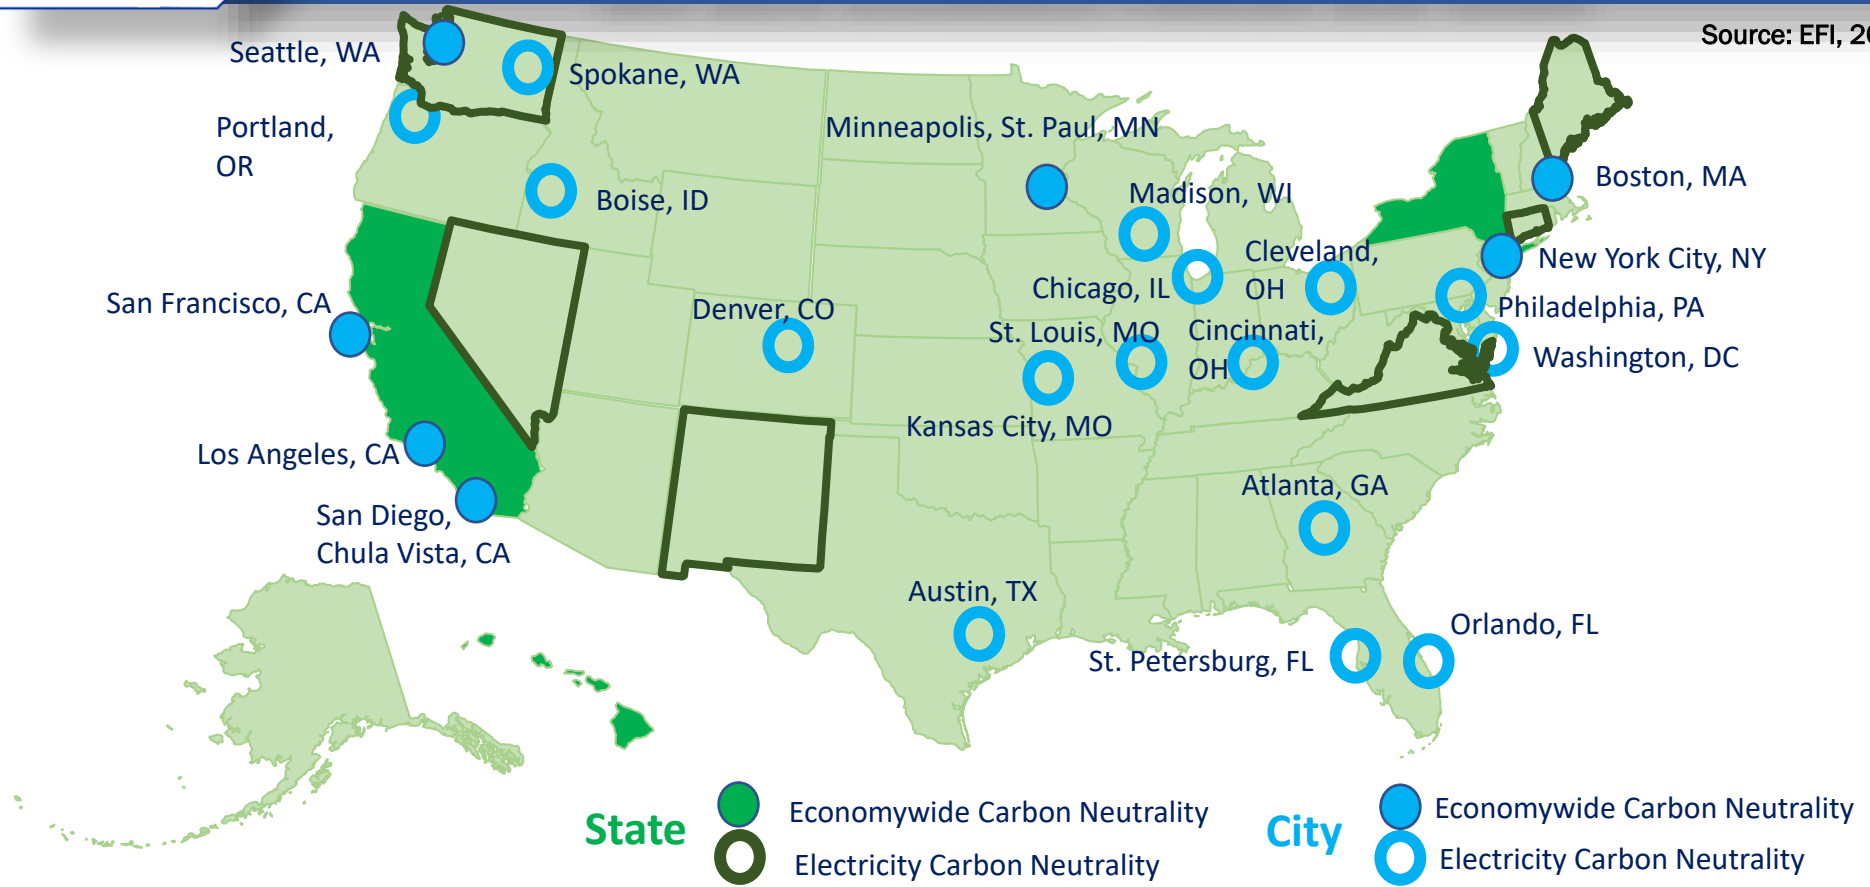 Source: EFI, 20
Seattle, WA
Spokane, WA
Portland,
OR
Minneapolis, St. Paul, MN
Boise, ID
Madison, WI
Boston, MA
Cleveland,
OH
New York City, NY
San Francisco, CA
Chicago, IL
Denver, CO
Philadelphia, PA
St. Louis, MO
Cincinnati,
OH
Washington, DC
Kansas City, MO
Los Angeles, CA
Atlanta, GA
San Diego,
Chula Vista, CA
Austin, TX
Orlando, FL
St. Petersburg, FL
State
Economywide Carbon Neutrality
Electricity Carbon Neutrality
City
Economywide Carbon Neutrality
Electricity Carbon Neutrality